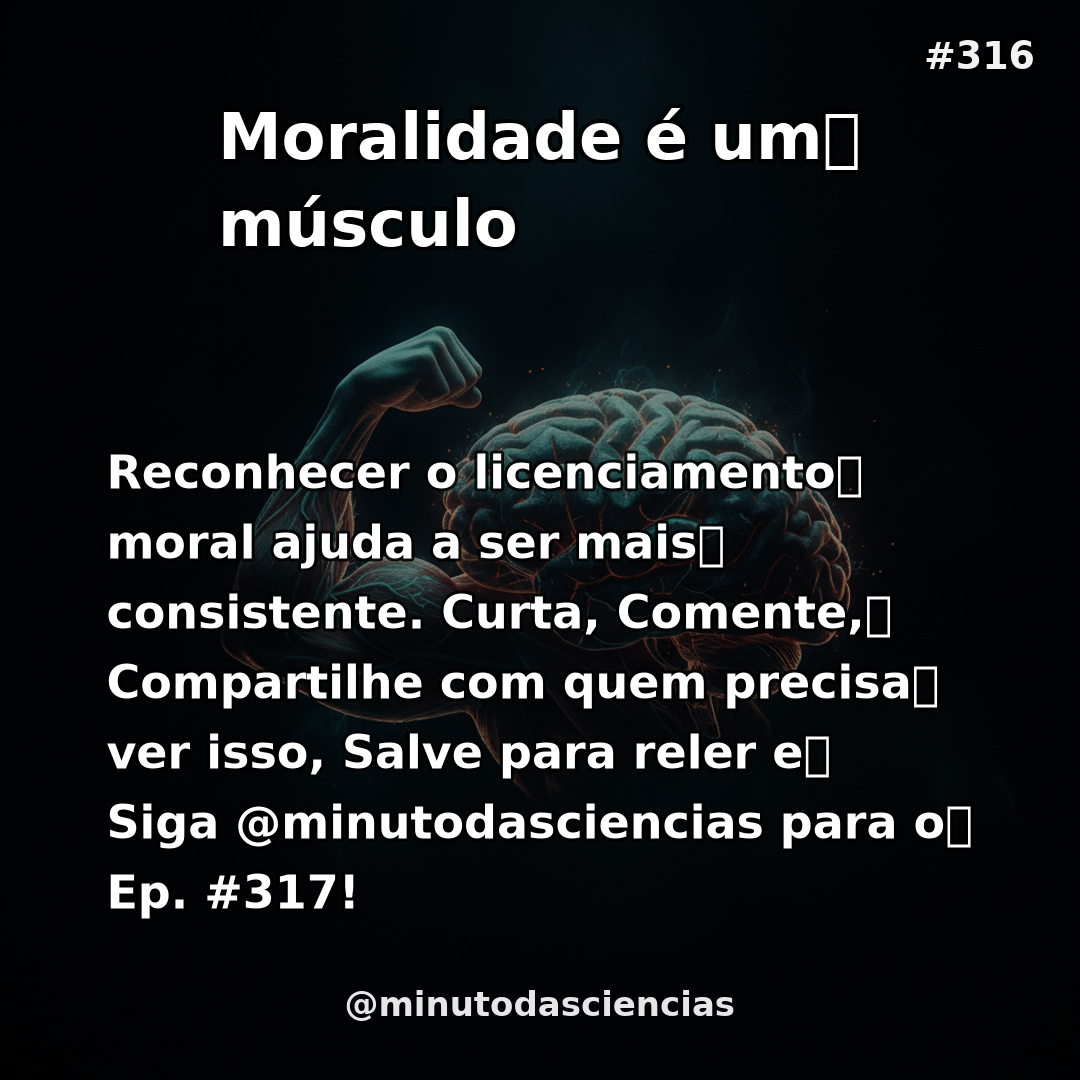 #316
Moralidade é um▯
músculo
Reconhecer o licenciamento▯
moral ajuda a ser mais▯
consistente. Curta, Comente,▯
Compartilhe com quem precisa▯
ver isso, Salve para reler e▯
Siga @minutodasciencias para o▯
Ep. #317!
@minutodasciencias